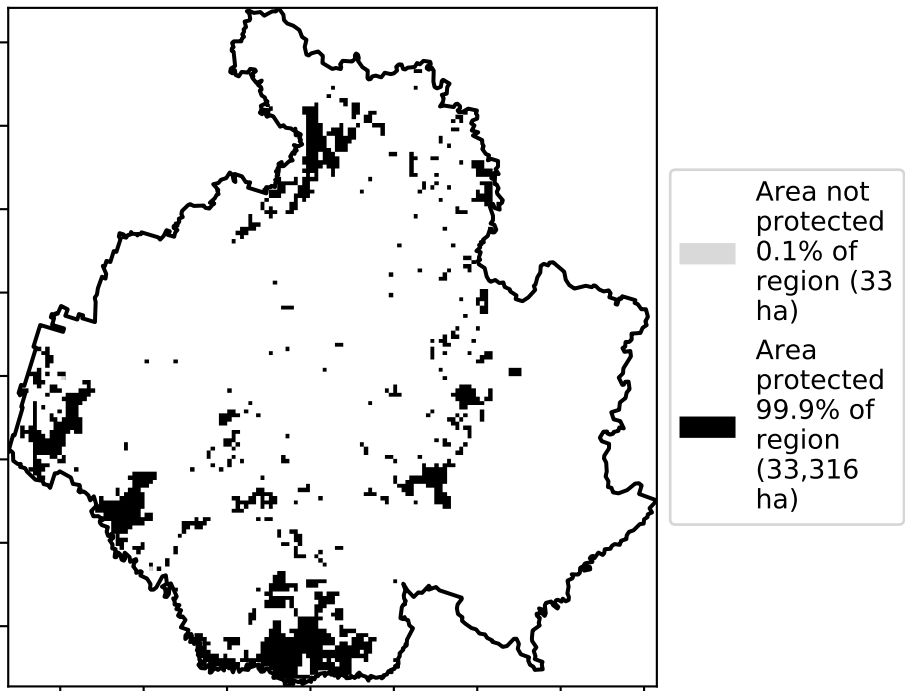 Area not
protected
0.1% of
region (33
ha)
Area
protected
99.9% of
region
(33,316
ha)